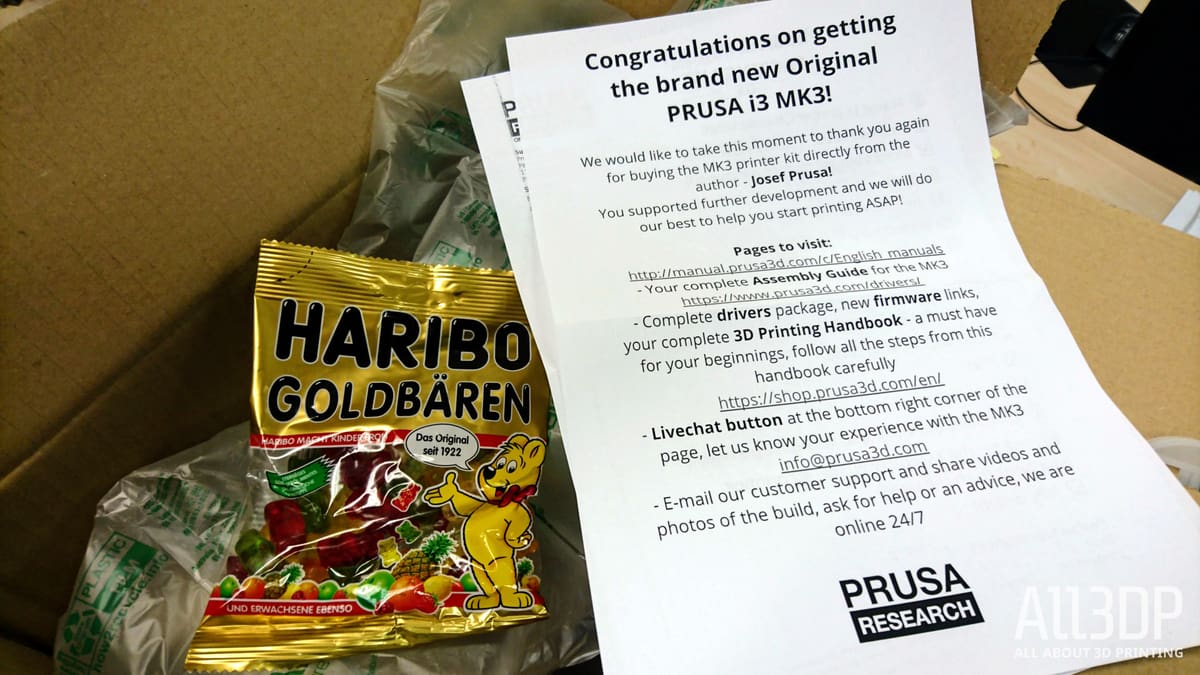 Congratulations on getting
the brand new Original
PRUSA i3 MK3!
We would like to take this moment to thank you again
for buying the MK3 printer kit directly from the
author - Josef Prusa!
You supported further development and we will do
our best to help you start printing ASAP!
Pages to visit:
http://manual.prusa3d.com/c/English_manuals
- Your complete Assembly Guide for the MK3
https://www.prusa3d.com/drivers/
- Complete drivers package, new firmware links,
your complete 3D Printing Handbook - a must have
for your beginnings, follow all the steps from this
handbook carefully
https://shop.prusa3d.com/en/
- Livechat button at the bottom right corner of the
page, let us know your experience with the MK3
info@prusa3d.com
- E-mail our customer support and share videos and
photos of the build, ask for help or an advice, we are
online 24/7
PRUSA
RESEARCH
HARIBO
GOLDBÄREN
HARIBO MACHT KINDER FROH
Das Original
seit 1922
UND ERWACHSENE EBENSO
PLASTIC
ALL3DP
ALL ABOUT 3D PRINTING